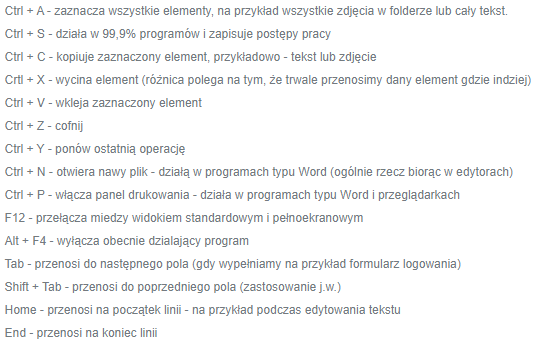 Ctrl + A - zaznacza wszystkie elementy, na przykład wszystkie zdjęcia w folderze lub cały tekst.
Ctrl + S - działa w 99,9% programów i zapisuje postępy pracy
Ctrl + C - kopiuje zaznaczony element, przykładowo - tekst lub zdjęcie
Crtl + X - wycina element (różnica polega na tym, że trwale przenosimy dany element gdzie indziej)
Ctrl + V - wkleja zaznaczony element
Ctrl + Z - cofnij
Ctrl + Y - ponów ostatnią operację
Ctrl + N - otwiera nawy plik - działą w programach typu Word (ogólnie rzecz biorąc w edytorach)
Ctrl + P - włącza panel drukowania - działa w programach typu Word i przeglądarkach
F12 - przełącza miedzy widokiem standardowym i pełnoekranowym
Alt + F4 - wyłącza obecnie dzialający program
Tab - przenosi do następnego pola (gdy wypełniamy na przykład formularz logowania)
Shift + Tab - przenosi do poprzedniego pola (zastosowanie j.w.)
Home - przenosi na początek linii - na przykład podczas edytowania tekstu
End - przenosi na koniec linii